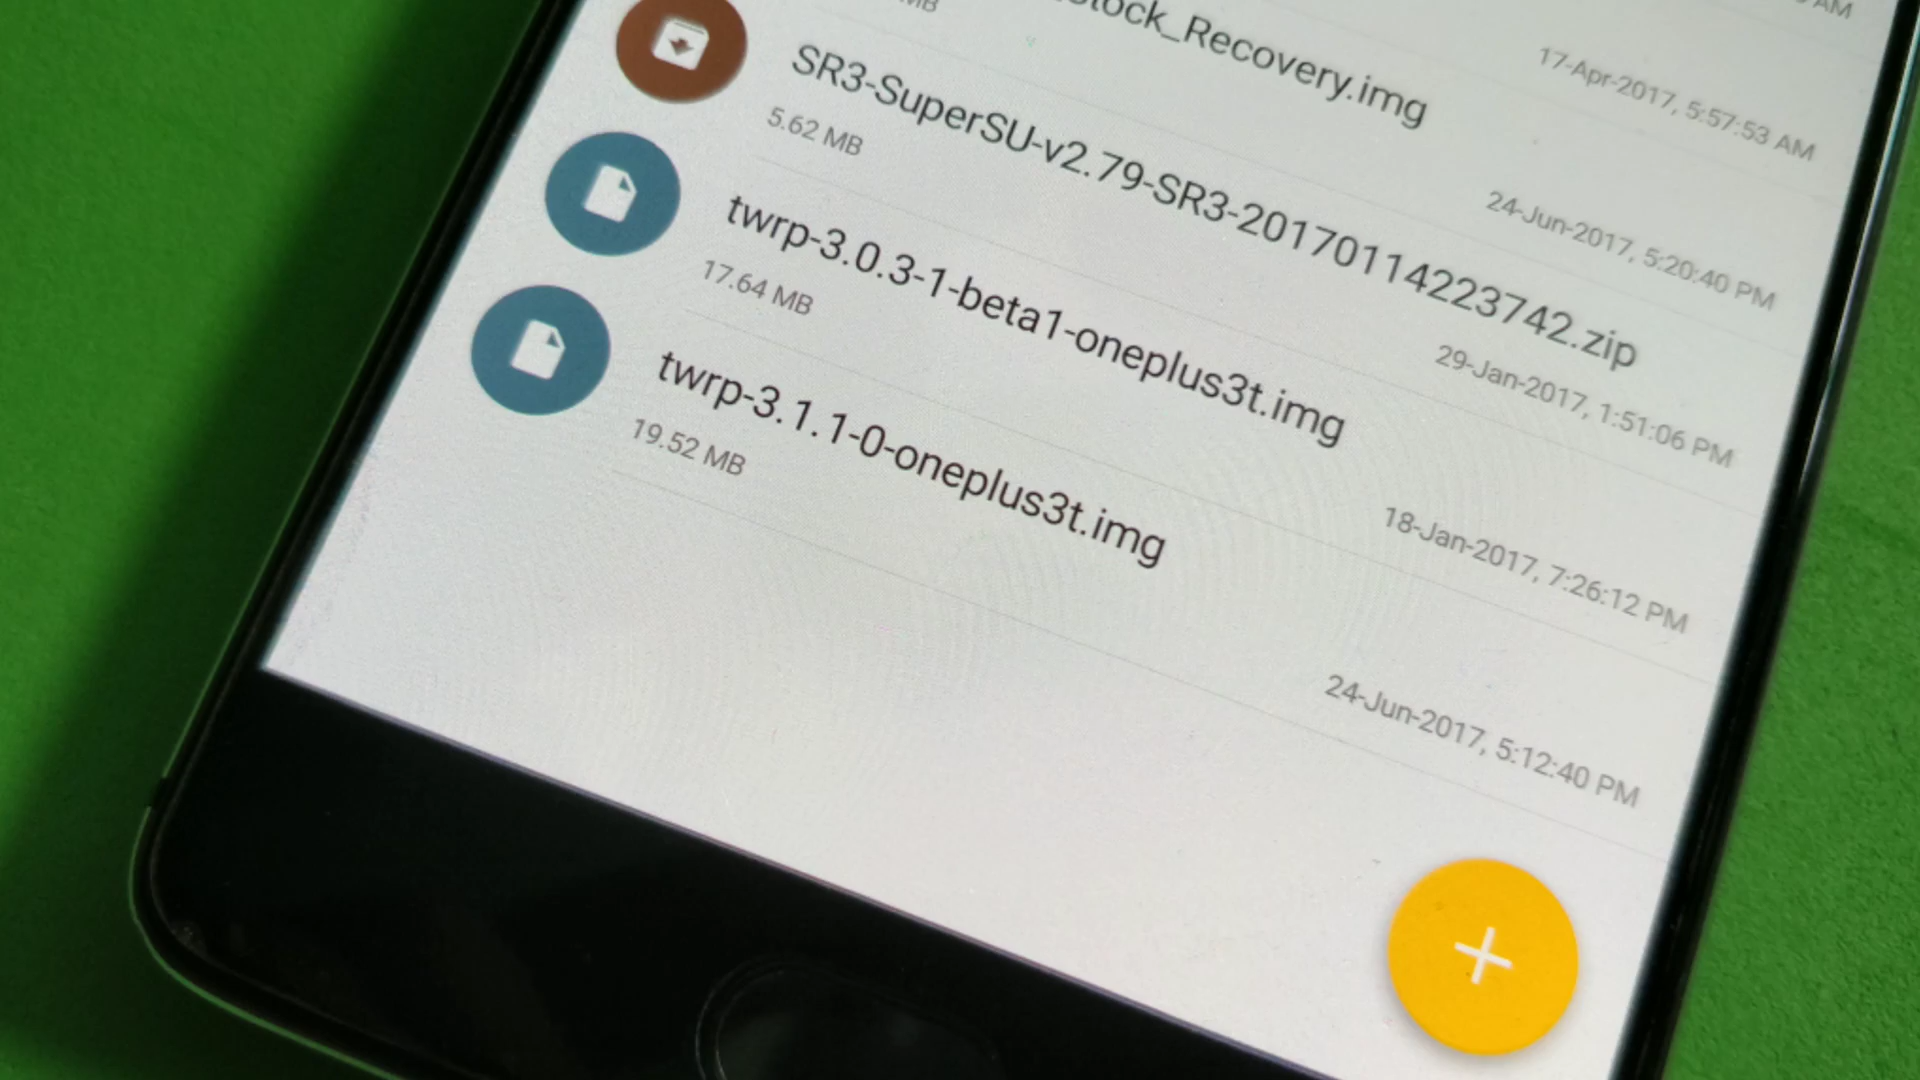 AM
17-Apr-2017, 5:57:53 AM
Stock_Recovery.img
MB 24-Jun-2017, 5:20:40 PM
SR3-SuperSU-v2.79-SR3-20170114223742.zip
5.62 MB 29-Jan-2017, 1:51:06 PM
twrp-3.0.3-1-beta1-oneplus3t.img
17.64 MB 18-Jan-2017, 7:26:12 PM
twrp-3.1.1-0-oneplus3t.img
19.52 MB 24-Jun-2017, 5:12:40 PM